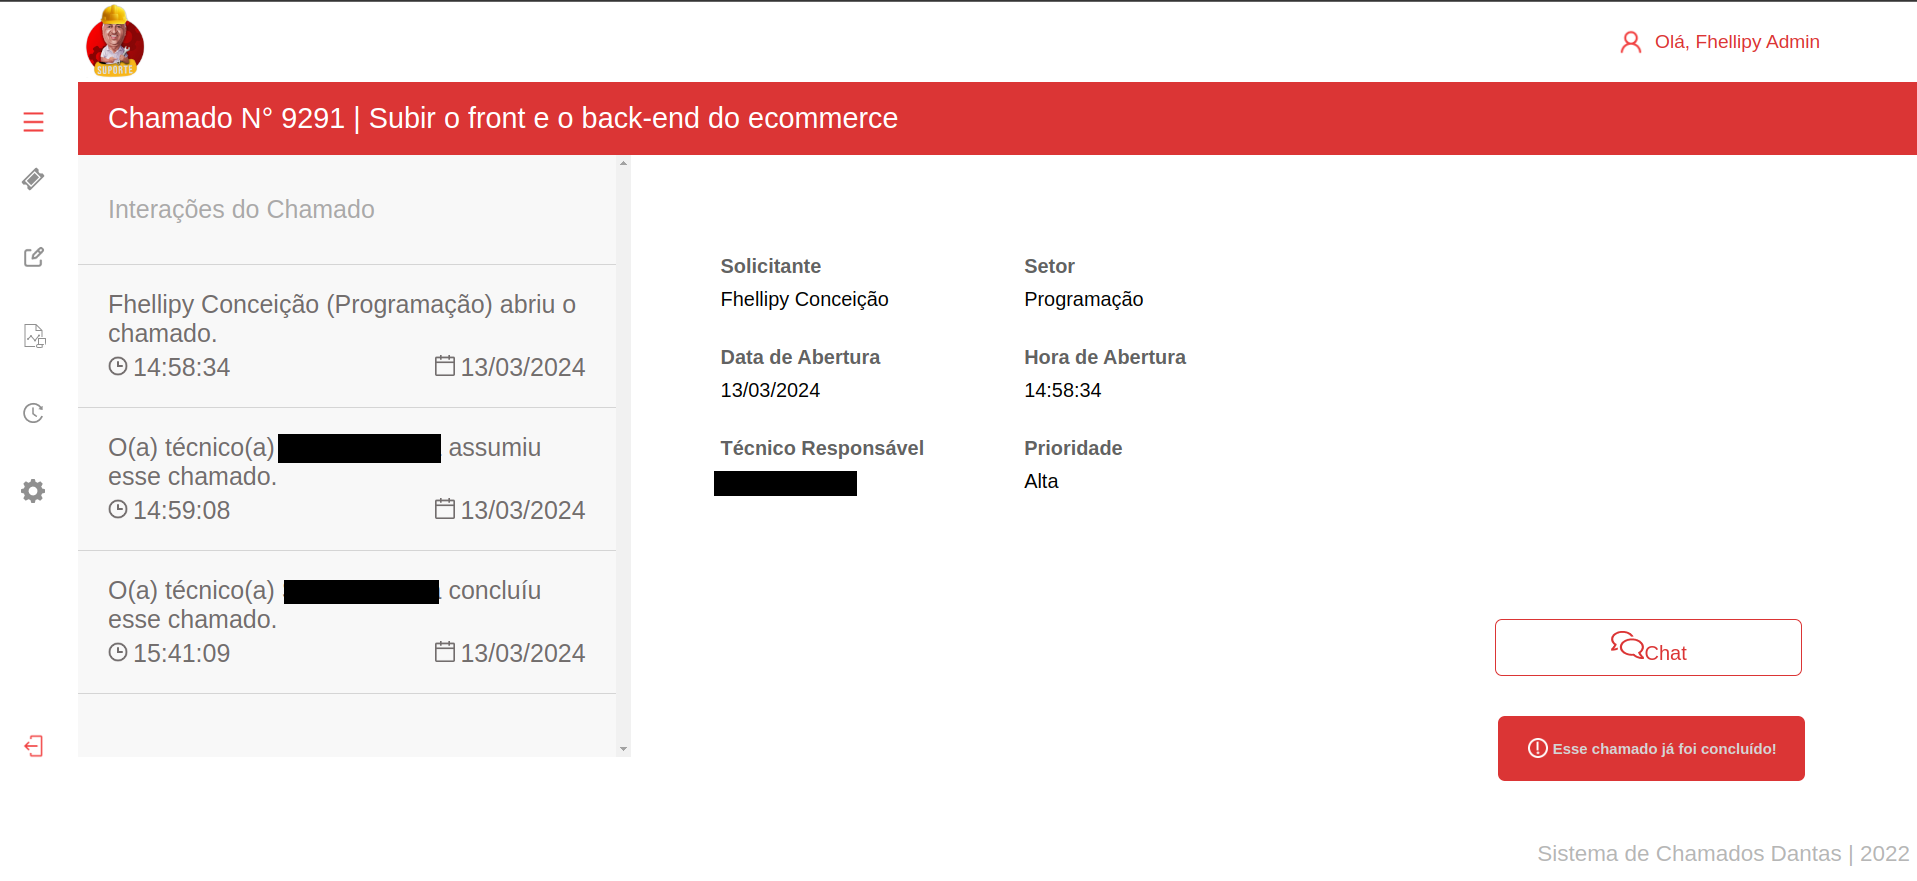 SUPORTE
Olá, Fhellipy Admin
Chamado N° 9291 | Subir o front e o back-end do ecommerce
Interações do Chamado
Fhellipy Conceição (Programação) abriu o
chamado.
14:58:34 13/03/2024
O(a) técnico(a) assumiu
esse chamado.
14:59:08 13/03/2024
O(a) técnico(a) concluíu
esse chamado.
15:41:09 13/03/2024
Solicitante Setor
Fhellipy Conceição Programação
Data de Abertura Hora de Abertura
13/03/2024 14:58:34
Técnico Responsável Prioridade
Alta
Chat
Esse chamado já foi concluído!
Sistema de Chamados Dantas | 2022